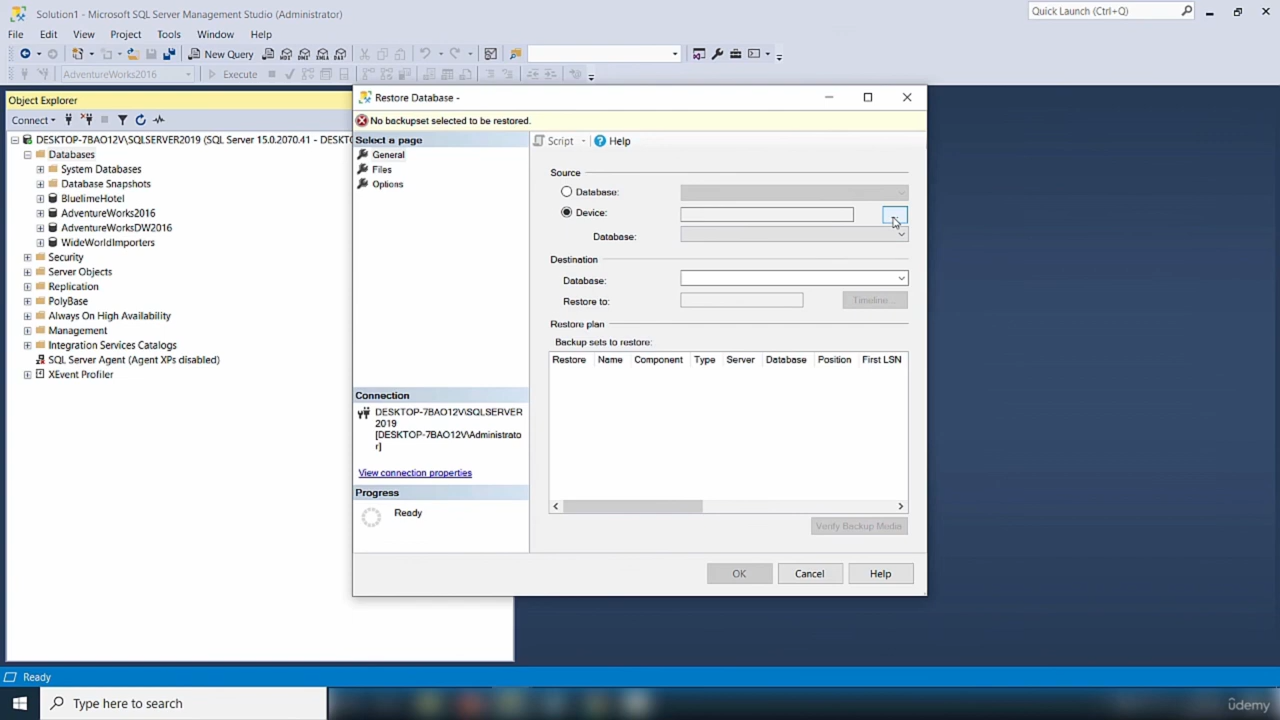 Solution1 - Microsoft SQL Server Management Studio (Administrator)
Quick Launch (Ctrl+Q)
File Edit View Project Tools Window Help
New Query
AdventureWorks2016 Execute
Object Explorer
Connect
DESKTOP-7BAO12V\SQLSERVER2019 (SQL Server 15.0.2070.41 - DESKTO
Databases
System Databases
Database Snapshots
BluelimeHotel
AdventureWorks2016
AdventureWorksDW2016
WideWorldImporters
Security
Server Objects
Replication
PolyBase
Always On High Availability
Management
Integration Services Catalogs
SQL Server Agent (Agent XPs disabled)
XEvent Profiler
Restore Database -
No backupset selected to be restored.
Select a page
General
Files
Options
Connection
DESKTOP-7BAO12V\SQLSERVER
2019
[DESKTOP-7BAO12V\Administrato
r]
View connection properties
Progress
Ready
Script Help
Source
Database:
Device:
Database:
Destination
Database:
Restore to:
Timeline...
Restore plan
Backup sets to restore:
Restore Name Component Type Server Database Position First LSN
Verify Backup Media
OK Cancel Help
Ready
Type here to search
ûdemy